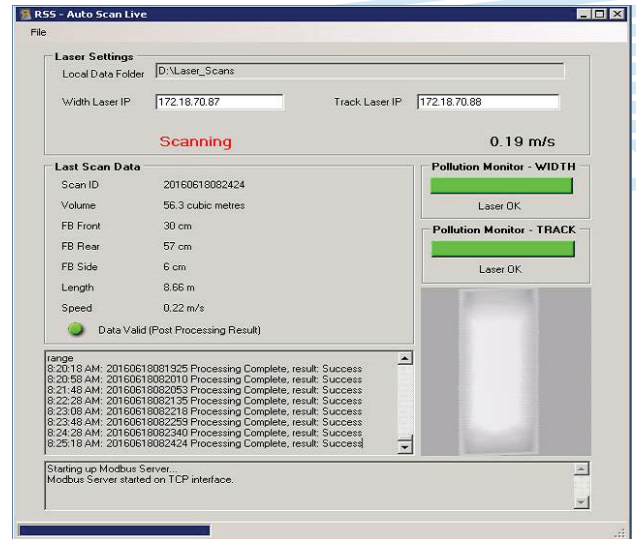 RSS - Auto Scan Live
File
Laser Settings
Local Data Folder D:\Laser_Scans
Width Laser IP 172.18.70.87 Track Laser IP 172.18.70.88
Scanning 0.19 m/s
Last Scan Data
Scan ID 20160618082424
Volume 56.3 cubic metres
FB Front 30 cm
FB Rear 57 cm
FB Side 6 cm
Length 8.66 m
Speed 0.22 m/s
Data Valid (Post Processing Result)
Pollution Monitor - WIDTH
Laser OK
Pollution Monitor - TRACK
Laser OK
range
8:20:18 AM: 20160618081925 Processing Complete, result: Success
8:20:58 AM: 20160618082010 Processing Complete, result: Success
8:21:48 AM: 20160618082053 Processing Complete, result: Success
8:22:28 AM: 20160618082135 Processing Complete, result: Success
8:23:08 AM: 20160618082218 Processing Complete, result: Success
8:23:48 AM: 20160618082259 Processing Complete, result: Success
8:24:28 AM: 20160618082340 Processing Complete, result: Success
8:25:18 AM: 20160618082424 Processing Complete, result: Success
Starting up Modbus Server...
Modbus Server started on TCP interface.